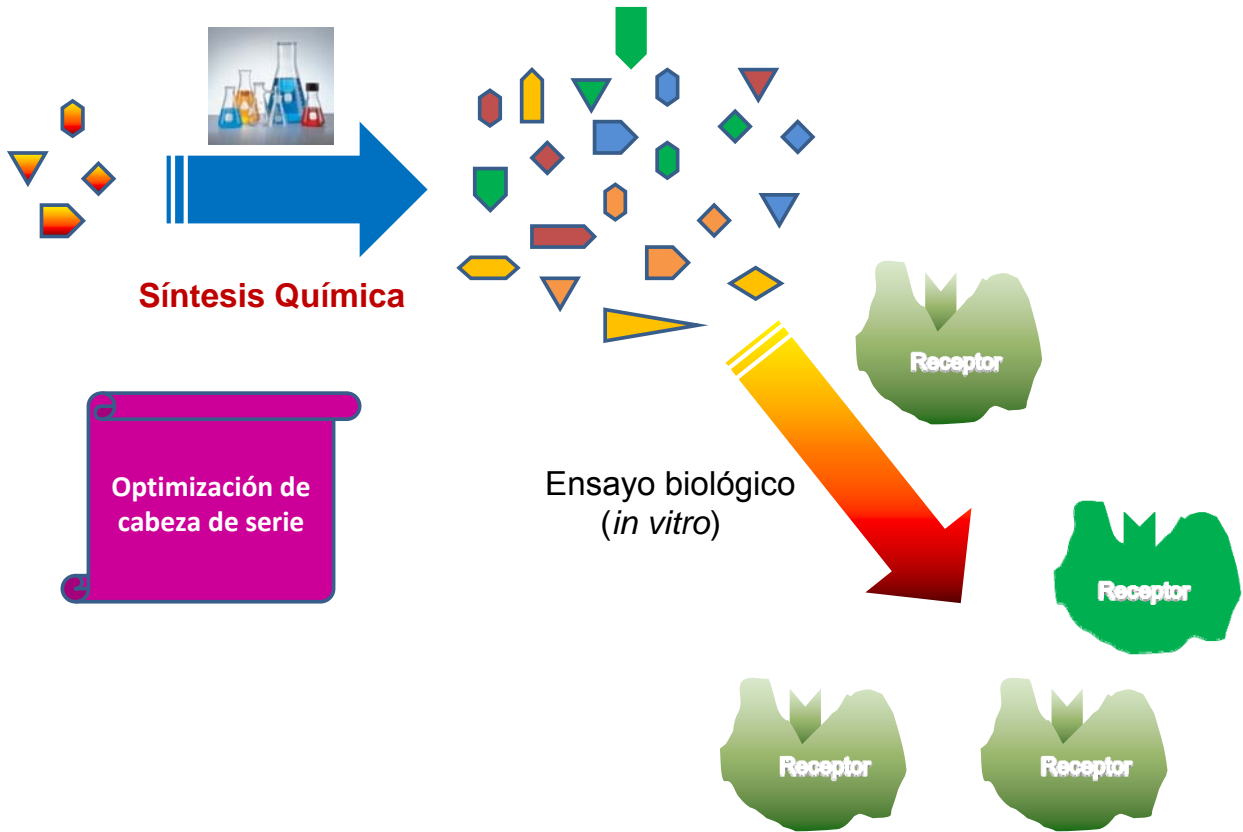 Síntesis Química
Receptor
Optimización de
cabeza de serie
Ensayo biológico
(in vitro)
Receptor
Receptor
Receptor